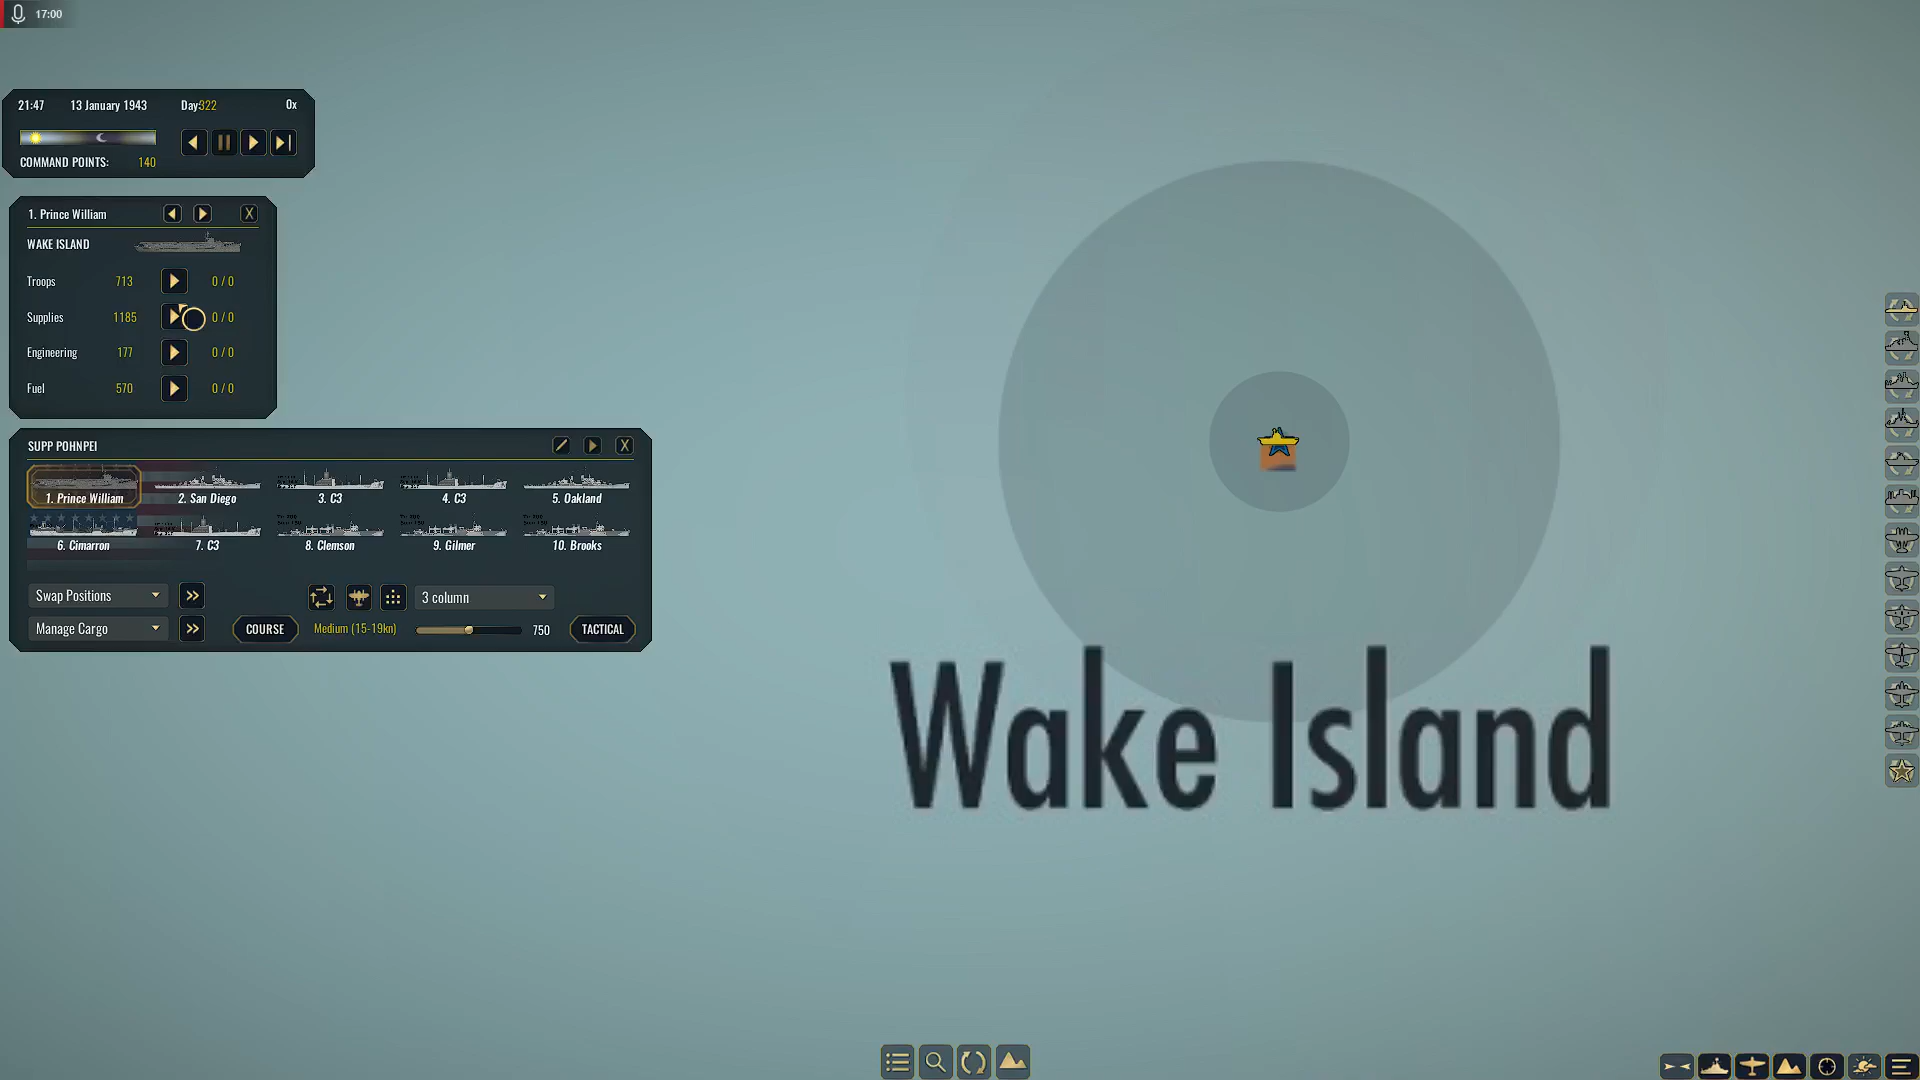 17:00
21:47 13 January 1943 Day:322 0x
COMMAND POINTS: 140
1. Prince William X
WAKE ISLAND
Troops 713 0 / 0
Supplies 1185 0 / 0
Engineering 177 0 / 0
Fuel 570 0 / 0
SUPP POHNPEI X
1. Prince William 2. San Diego 3. C3 4. C3 5. Oakland
6. Cimarron 7. C3 8. Clemson 9. Gilmer 10. Brooks
Swap Positions 3 column
Manage Cargo COURSE Medium (15-19kn) 750 TACTICAL
Wake Island